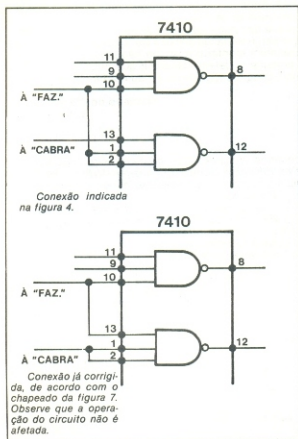 7410
11
9
10
8
À "FAZ."
À "CABRA"
13
1
2
12
Conexão indicada
na figura 4.
7410
11
9
10
8
À "FAZ."
13
1
2
12
À "CABRA"
Conexão já corrigi-
da, de acordo com o
chapeado da figura 7.
Observe que a opera-
ção do circuito não é
afetada.